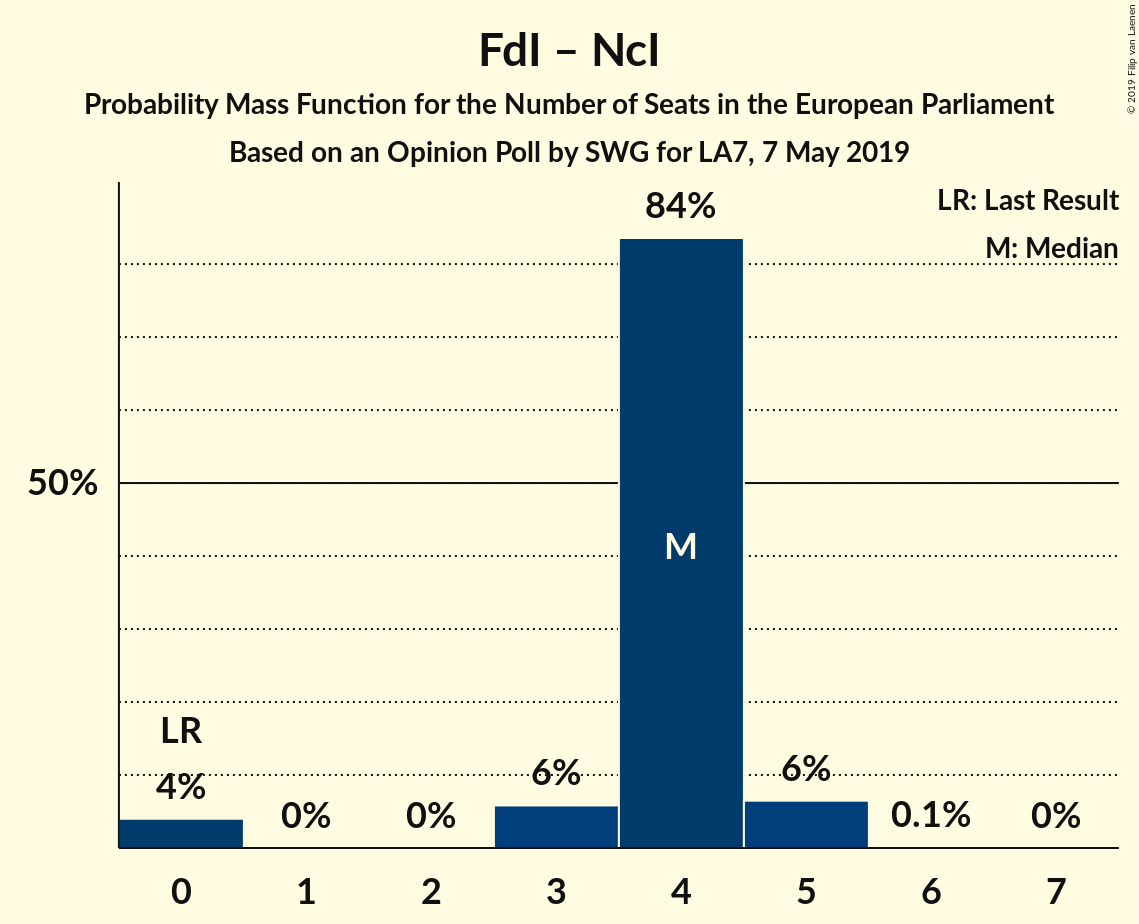 FdI – NcI
Probability Mass Function for the Number of Seats in the European Parliament
Based on an Opinion Poll by SWG for LA7, 7 May 2019
© 2019 Filip van Laenen
LR: Last Result
M: Median
84%
50%
M
LR
4%
0%
0%
6%
6%
0.1%
0%
0 1 2 3 4 5 6 7